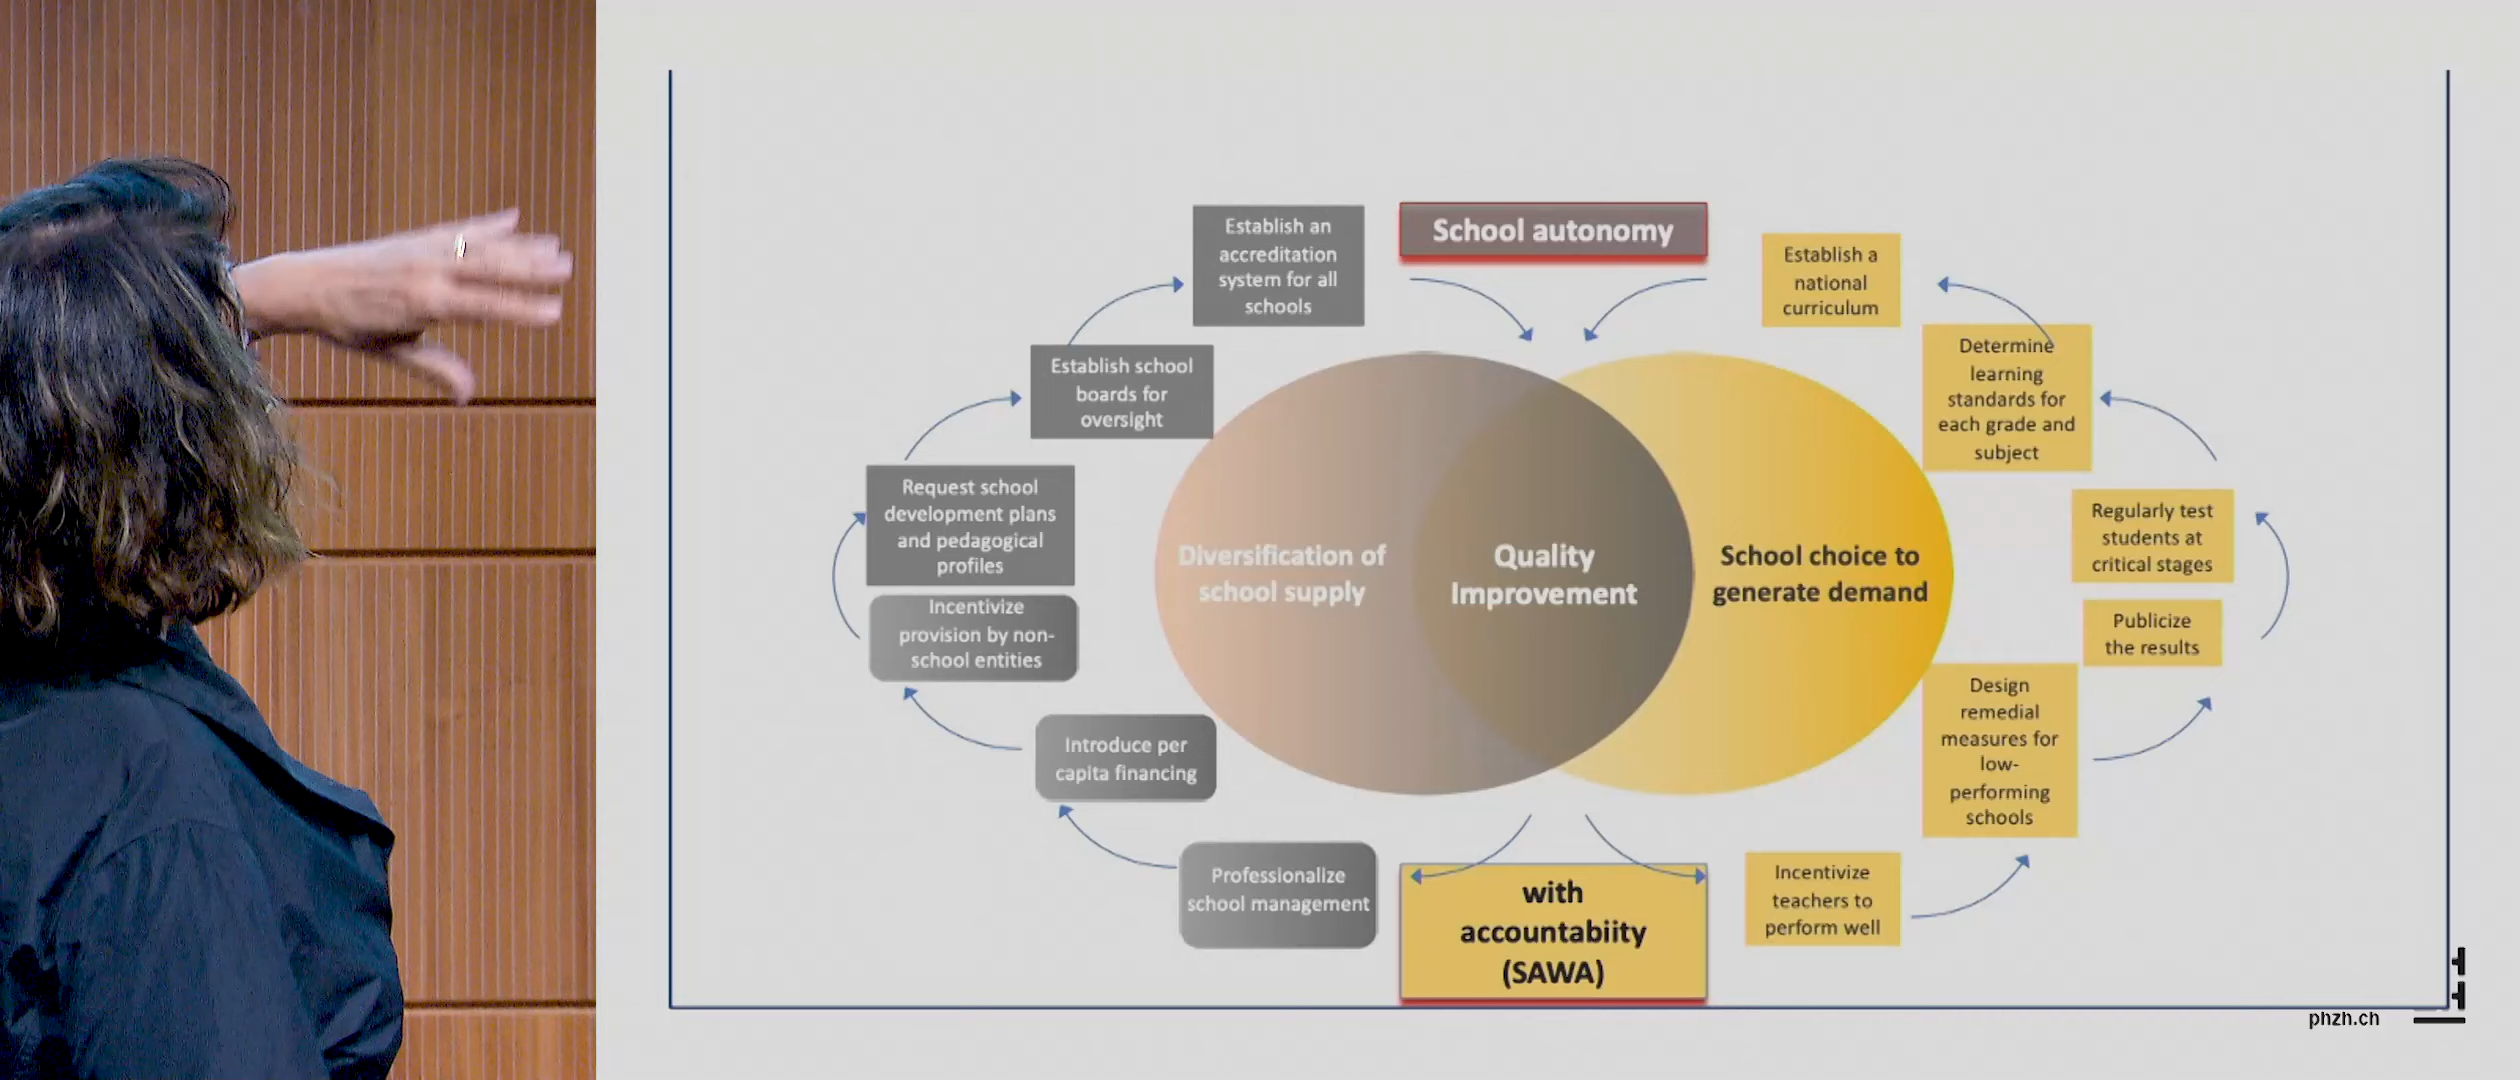 School autonomy
Establish an
accreditation
system for all
schools
Establish school
boards for
oversight
Request school
development plans
and pedagogical
profiles
Incentivize
provision by non-
school entities
Introduce per
capita financing
Professionalize
school management
Diversification of
school supply
Quality
Improvement
School choice to
generate demand
Establish a
national
curriculum
Determine
learning
standards for
each grade and
subject
Regularly test
students at
critical stages
Publicize
the results
Design
remedial
measures for
low-
performing
schools
Incentivize
teachers to
perform well
with
accountabiity
(SAWA)
phzh.ch